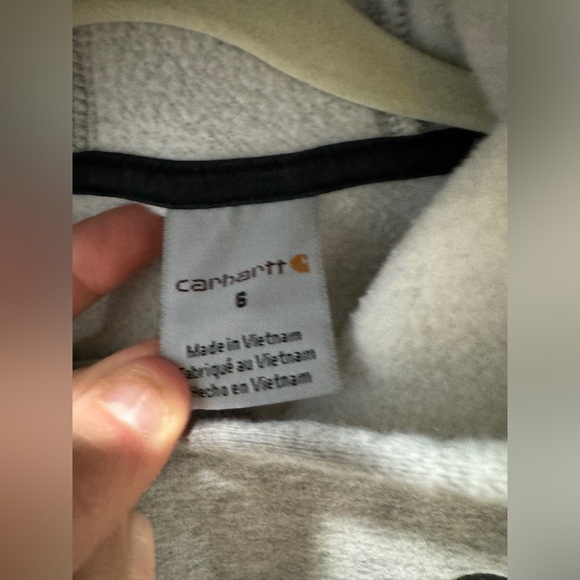 carhartt
6
Made in Vietnam
Fabriqué au Vietnam
Hecho en Vietnam